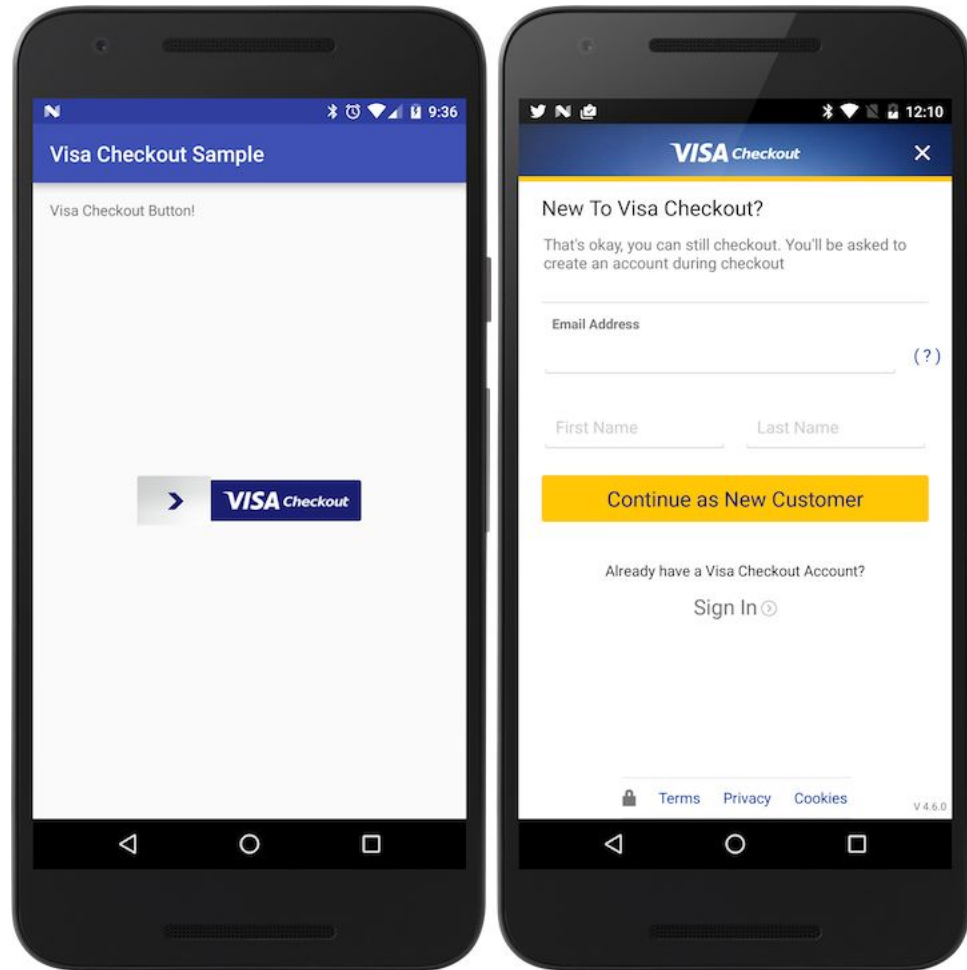 9:36
Visa Checkout Sample
Visa Checkout Button!
VISA Checkout
12:10
VISA Checkout
New To Visa Checkout?
That's okay, you can still checkout. You'll be asked to
create an account during checkout
Email Address
(?)
First Name Last Name
Continue as New Customer
Already have a Visa Checkout Account?
Sign In
Terms Privacy Cookies
V 4.6.0